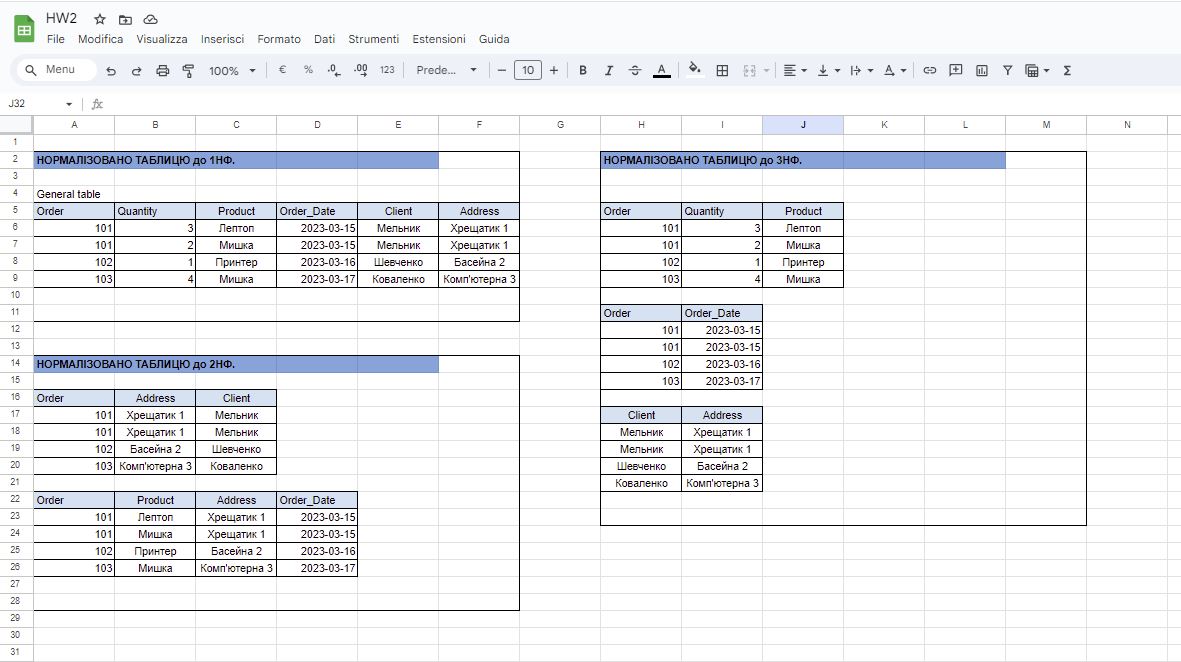 HW2
File Modifica Visualizza Inserisci Formato Dati Strumenti Estensioni Guida
Menu 100% € % .0 .00 123 Prede... − 10 + B I S A A Σ
J32 fx
A B C D E F G H I J K L M N
1
2 НОРМАЛІЗОВАНО ТАБЛИЦЮ до 1НФ. НОРМАЛІЗОВАНО ТАБЛИЦЮ до 3НФ.
3
4 General table
5 Order Quantity Product Order_Date Client Address Order Quantity Product
6 101 3 Лептоп 2023-03-15 Мельник Хрещатик 1 101 3 Лептоп
7 101 2 Мишка 2023-03-15 Мельник Хрещатик 1 101 2 Мишка
8 102 1 Принтер 2023-03-16 Шевченко Басейна 2 102 1 Принтер
9 103 4 Мишка 2023-03-17 Коваленко Комп'ютерна 3 103 4 Мишка
10
11 Order Order_Date
12 101 2023-03-15
13 101 2023-03-15
14 НОРМАЛІЗОВАНО ТАБЛИЦЮ до 2НФ. 102 2023-03-16
15 103 2023-03-17
16 Order Address Client
17 101 Хрещатик 1 Мельник Client Address
18 101 Хрещатик 1 Мельник Мельник Хрещатик 1
19 102 Басейна 2 Шевченко Мельник Хрещатик 1
20 103 Комп'ютерна 3 Коваленко Шевченко Басейна 2
21 Коваленко Комп'ютерна 3
22 Order Product Address Order_Date
23 101 Лептоп Хрещатик 1 2023-03-15
24 101 Мишка Хрещатик 1 2023-03-15
25 102 Принтер Басейна 2 2023-03-16
26 103 Мишка Комп'ютерна 3 2023-03-17
27
28
29
30
31